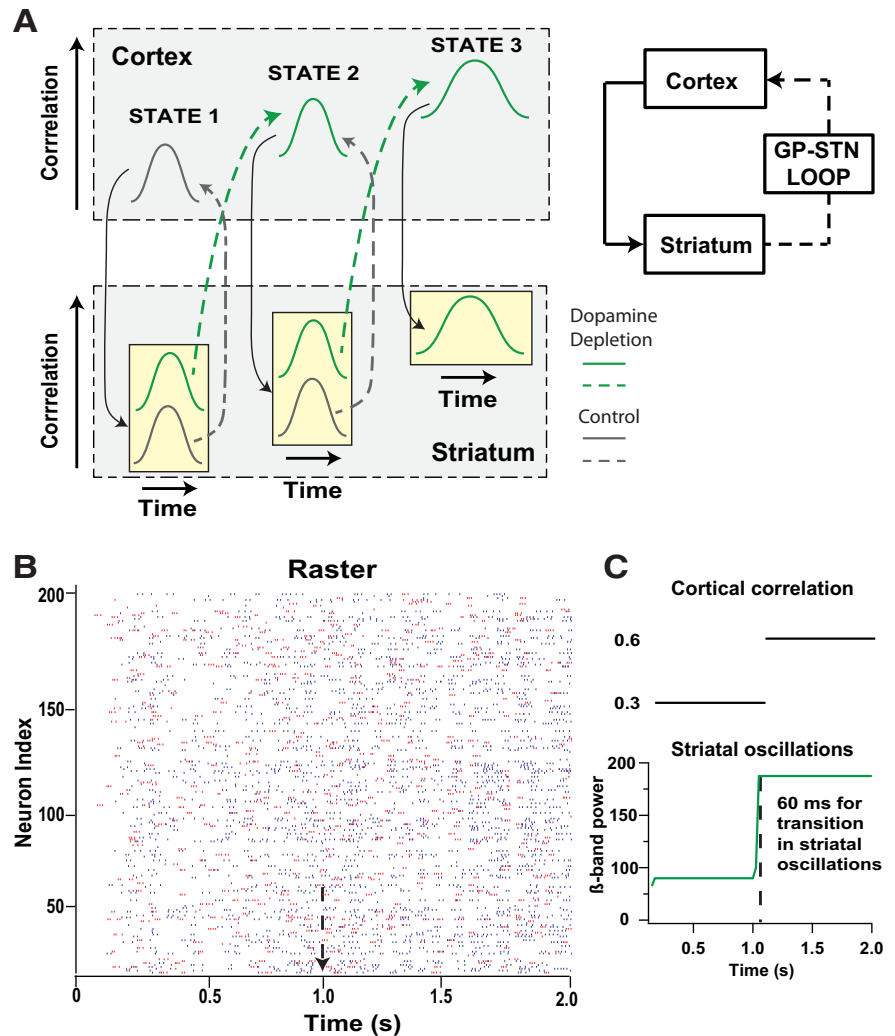 A
Cortex
STATE 1
STATE 2
STATE 3
Corrrelation
Corrrelation
Time
Time
Time
Striatum
Cortex
GP-STN
LOOP
Striatum
Dopamine
Depletion
Control
B
Raster
Neuron Index
200
150
100
50
0
0.5
1.0
1.5
2.0
Time (s)
C
Cortical correlation
0.6
0.3
Striatal oscillations
ß-band power
200
150
100
0
60 ms for
transition
in striatal
oscillations
0.5
1.0
1.5
2.0
Time (s)